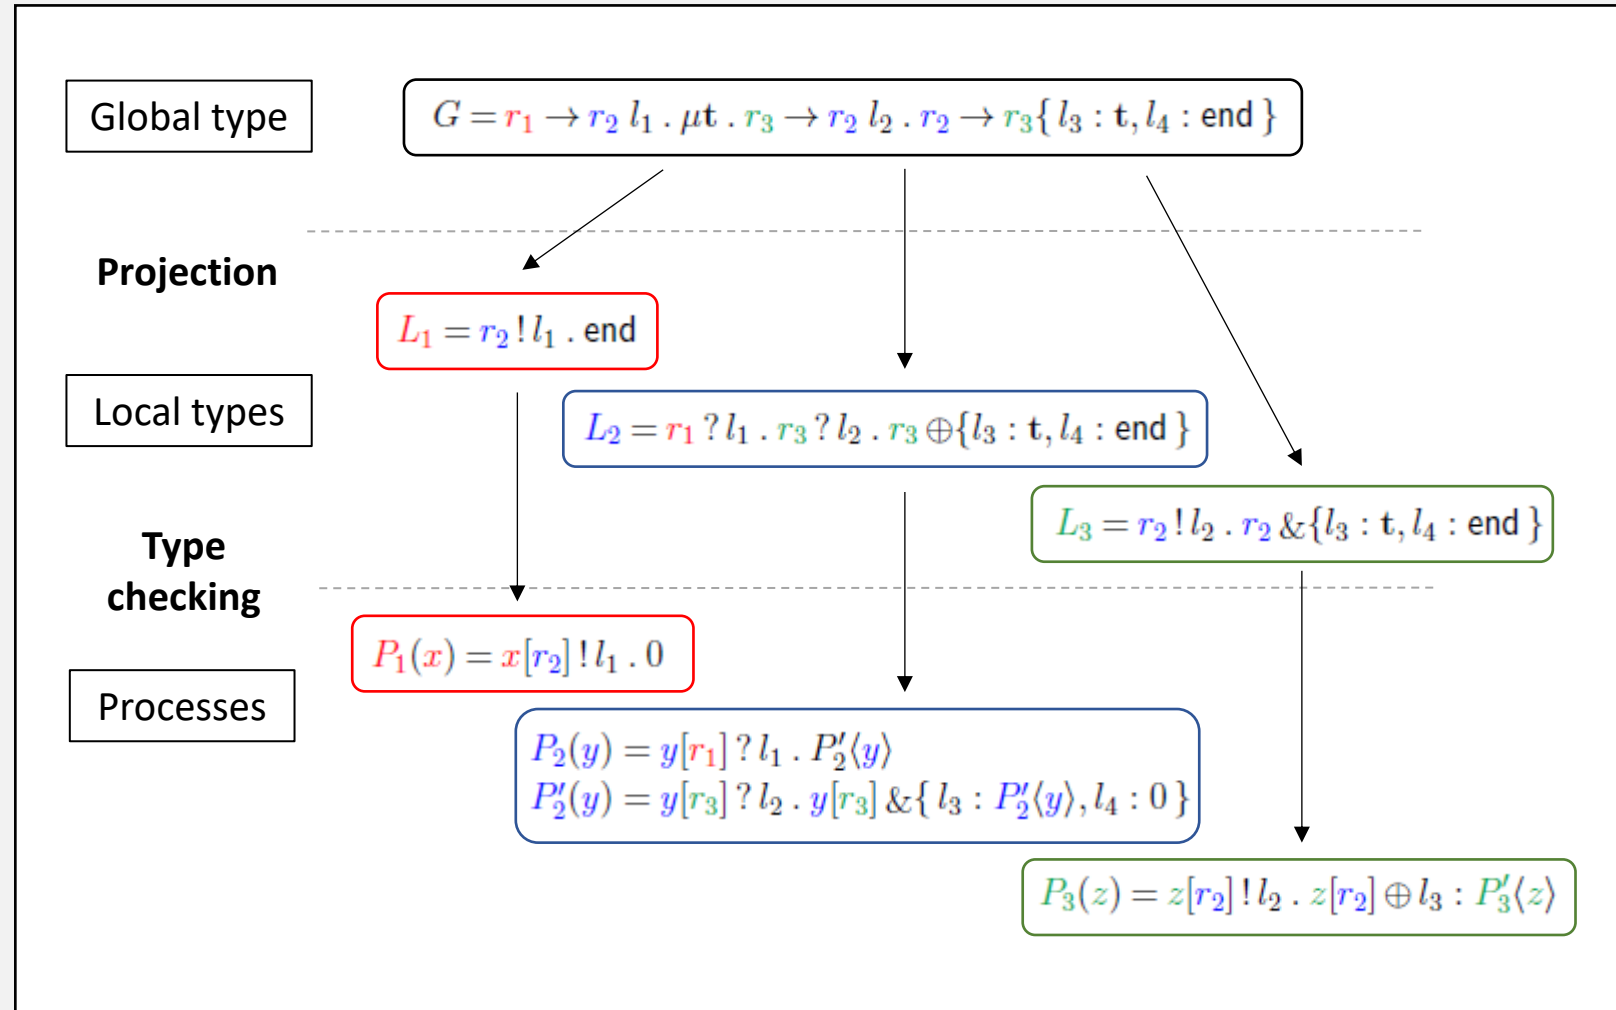 Global type
G = r₁ → r₂ l₁ . μt . r₃ → r₂ l₂ . r₂ → r₃{ l₃ : t, l₄ : end }
Projection
L₁ = r₂ ! l₁ . end
Local types
L₂ = r₁ ? l₁ . r₃ ? l₂ . r₃ ⊕{l₃ : t, l₄ : end }
L₃ = r₂ ! l₂ . r₂ &{l₃ : t, l₄ : end }
Type
checking
P₁(x) = x[r₂] ! l₁ . 0
Processes
P₂(y) = y[r₁] ? l₁ . P₂′⟨y⟩
P₂′(y) = y[r₃] ? l₂ . y[r₃] &{ l₃ : P₂′⟨y⟩, l₄ : 0 }
P₃(z) = z[r₂] ! l₂ . z[r₂] ⊕ l₃ : P₃′⟨z⟩